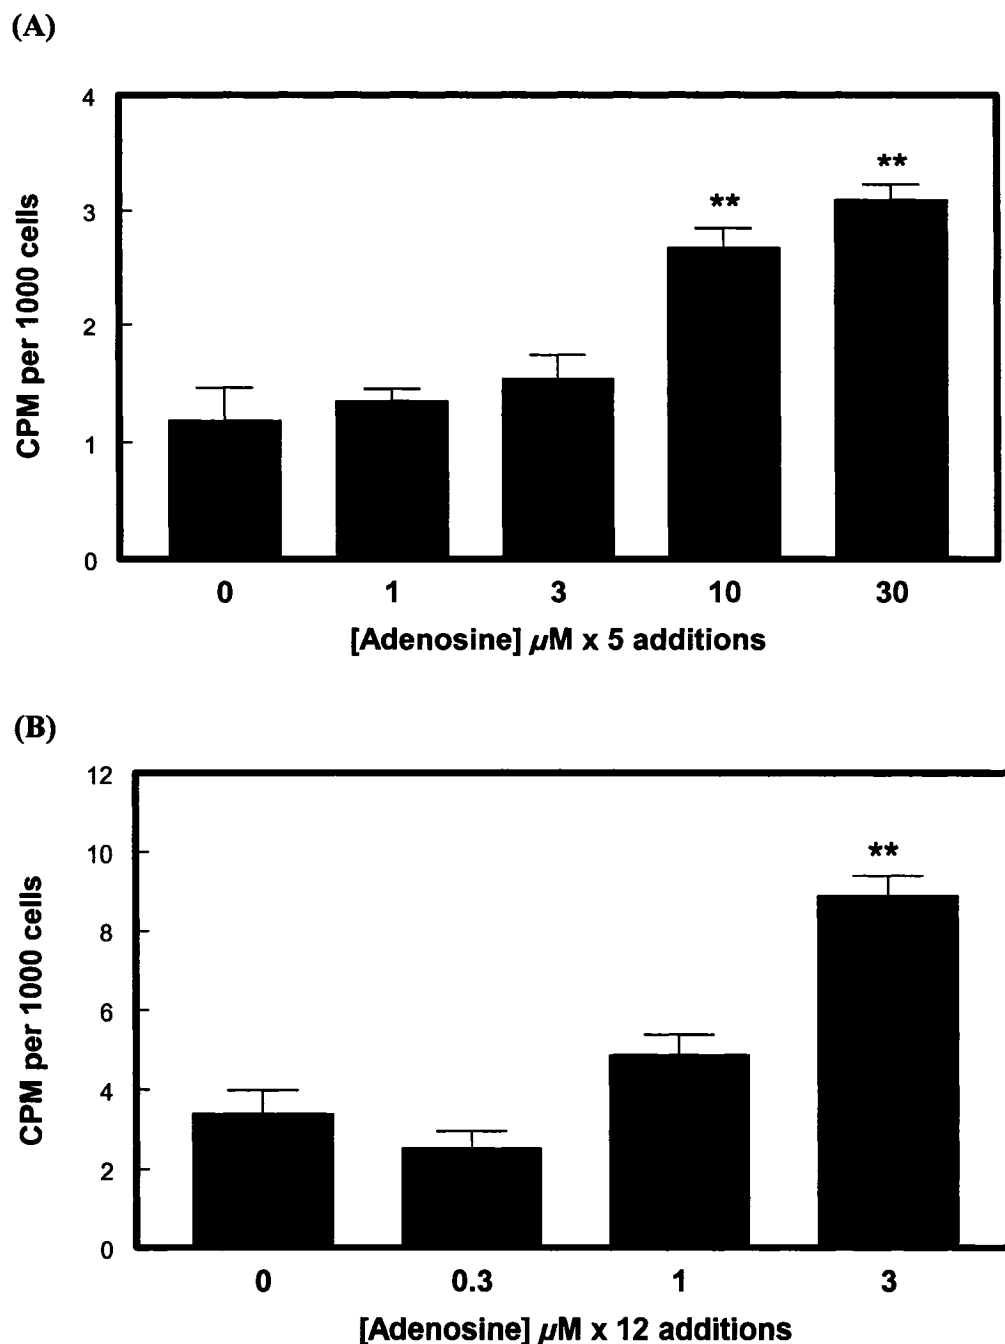 (A)
4
3
2
1
0
CPM per 1000 cells
**
**
0 1 3 10 30
[Adenosine] µM x 5 additions
(B)
12
10
8
6
4
2
0
CPM per 1000 cells
**
0 0.3 1 3
[Adenosine] µM x 12 additions